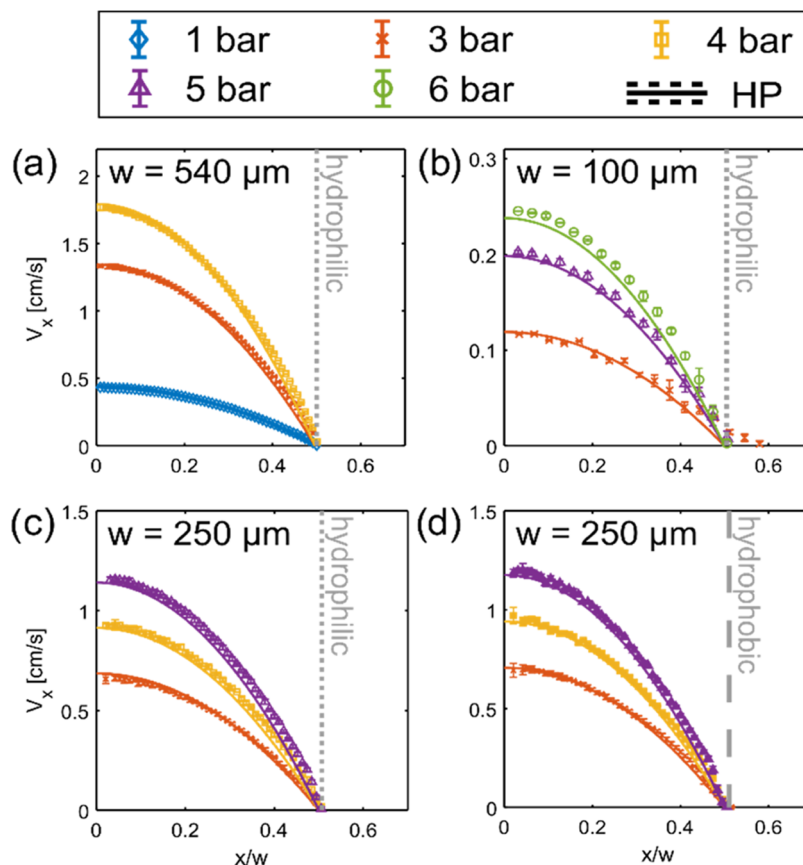 1 bar 3 bar 4 bar
5 bar 6 bar HP
(a) w = 540 μm hydrophilic
Vx [cm/s]
2
1.5
1
0.5
0
0 0.2 0.4 0.6
(b) w = 100 μm hydrophilic
0.3
0.2
0.1
0
0 0.2 0.4 0.6
(c) w = 250 μm hydrophilic
Vx [cm/s]
1.5
1
0.5
0
0 0.2 0.4 0.6
x/w
(d) w = 250 μm hydrophobic
1.5
1
0.5
0
0 0.2 0.4 0.6
x/w